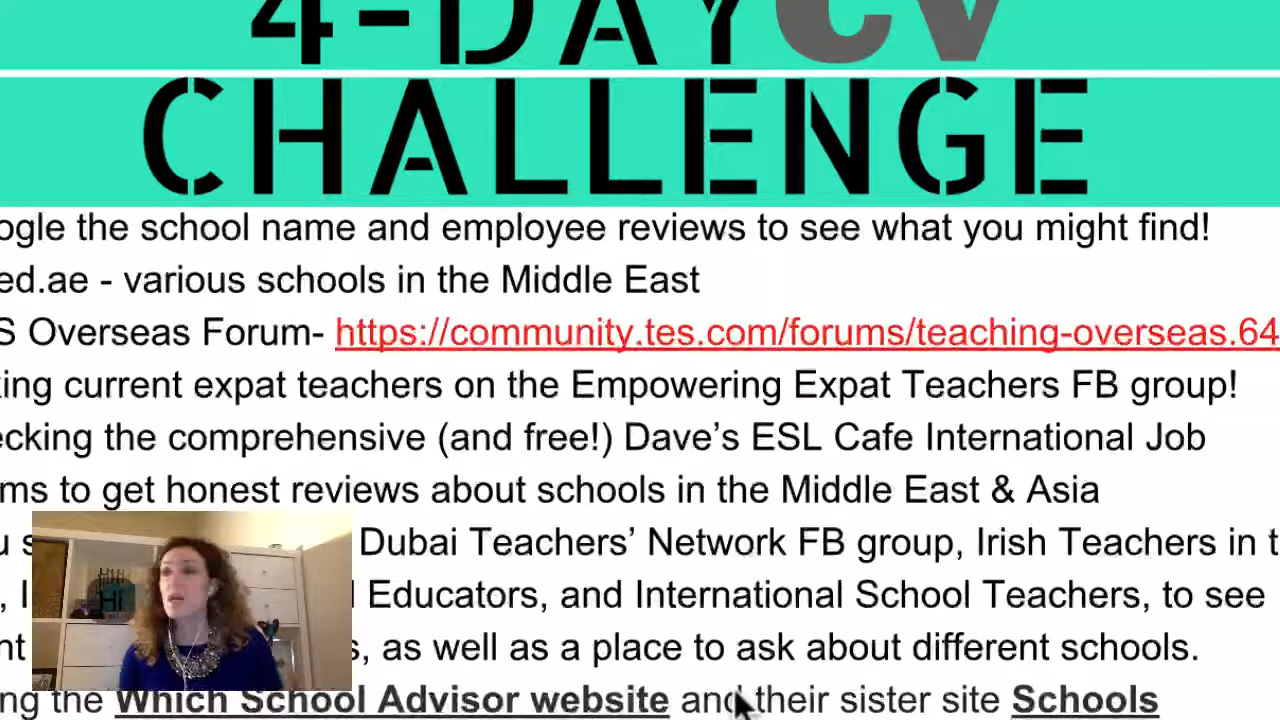 4-DAY CV
CHALLENGE
ogle the school name and employee reviews to see what you might find!
ed.ae - various schools in the Middle East
S Overseas Forum- https://community.tes.com/forums/teaching-overseas.64
king current expat teachers on the Empowering Expat Teachers FB group!
ecking the comprehensive (and free!) Dave's ESL Cafe International Job
ms to get honest reviews about schools in the Middle East & Asia
u s Dubai Teachers' Network FB group, Irish Teachers in t
, I Educators, and International School Teachers, to see
nt s, as well as a place to ask about different schools.
ing the Which School Advisor website and their sister site Schools
Hi